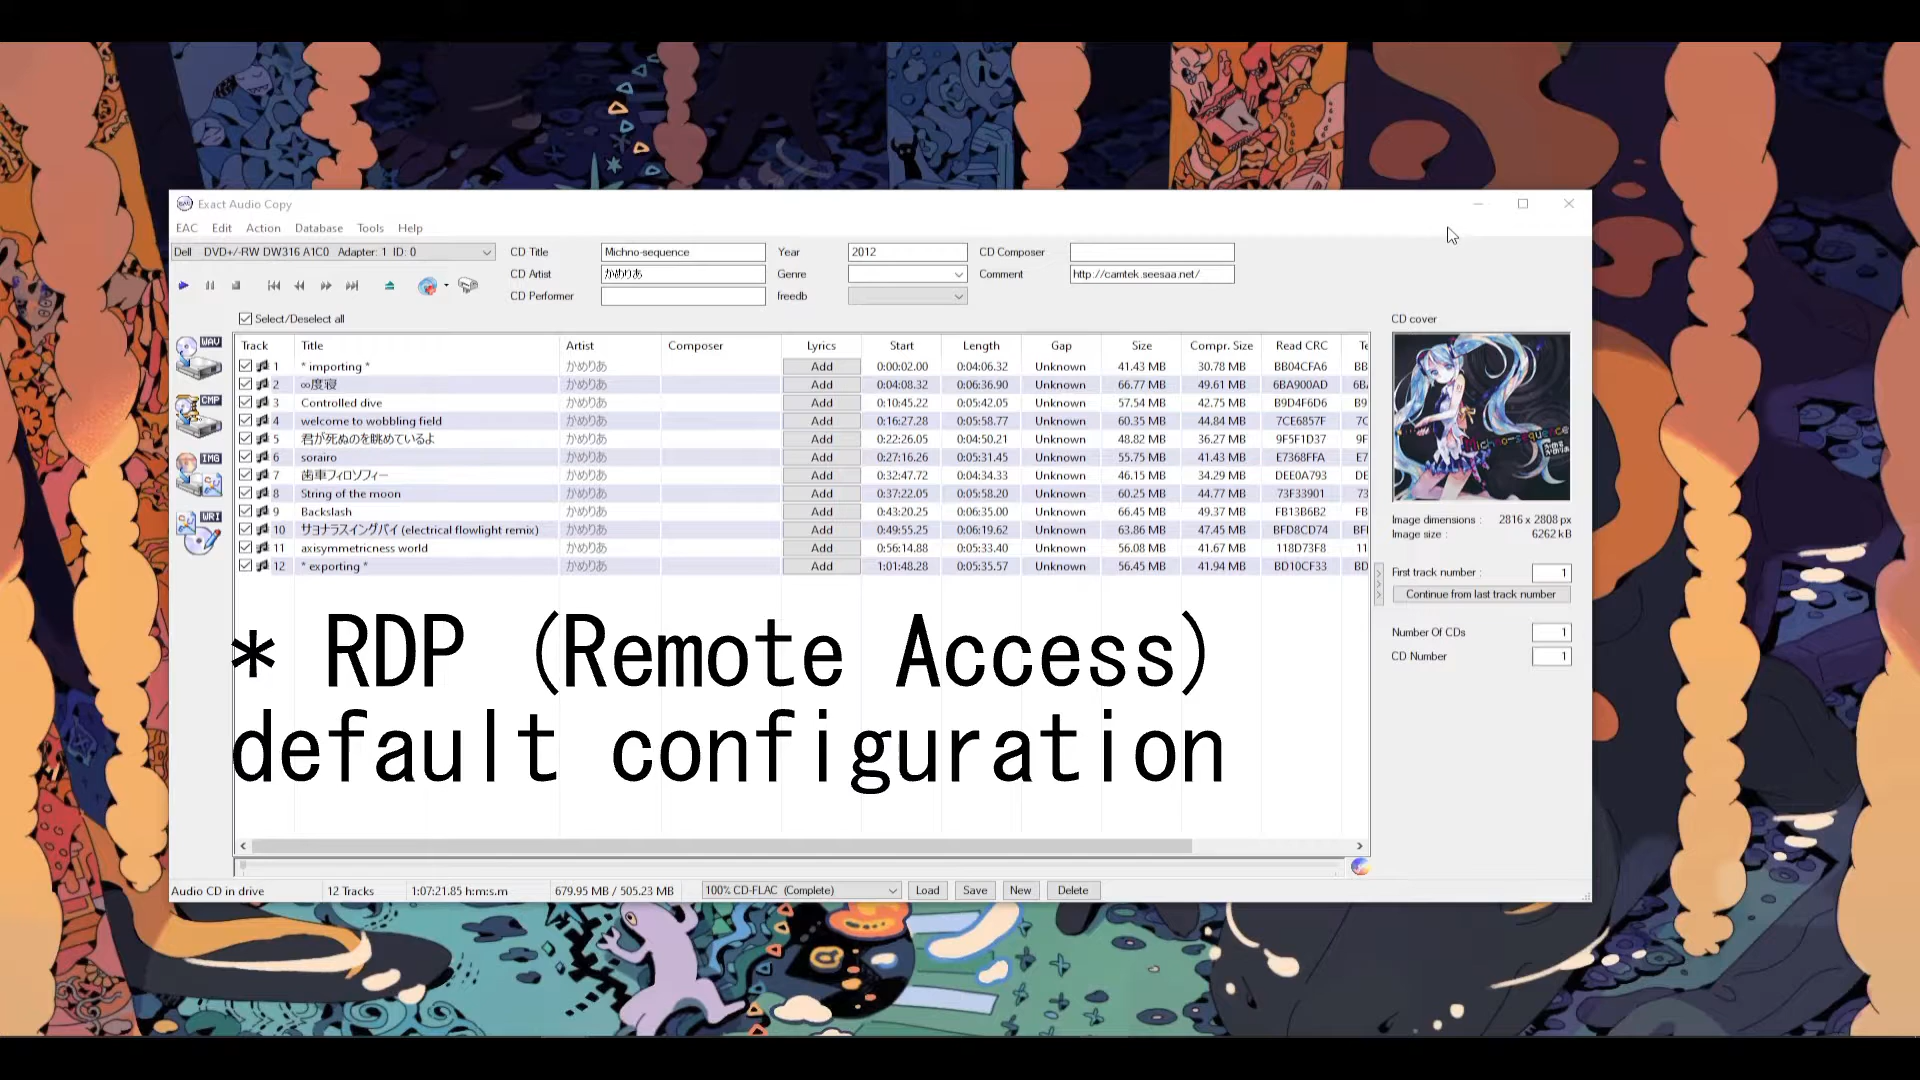 Exact Audio Copy
EAC Edit Action Database Tools Help
Dell DVD+/-RW DW316 A1C0 Adapter: 1 ID: 0
CD Title Michno-sequence Year 2012 CD Composer
CD Artist かめりあ Genre Comment http://camtek.seesaa.net/
CD Performer freedb
Select/Deselect all
CD cover
WAV
CMP
IMG
WRI
Track Title Artist Composer Lyrics Start Length Gap Size Compr. Size Read CRC Te
1 * importing * かめりあ Add 0:00:02.00 0:04:06.32 Unknown 41.43 MB 30.78 MB BB04CFA6 BB
2 ∞度寝 かめりあ Add 0:04:08.32 0:06:36.90 Unknown 66.77 MB 49.61 MB 6BA900AD 6B
3 Controlled dive かめりあ Add 0:10:45.22 0:05:42.05 Unknown 57.54 MB 42.75 MB B9D4F6D6 B9
4 welcome to wobbling field かめりあ Add 0:16:27.28 0:05:58.77 Unknown 60.35 MB 44.84 MB 7CE6857F 7C
5 君が死ぬのを眺めているよ かめりあ Add 0:22:26.05 0:04:50.21 Unknown 48.82 MB 36.27 MB 9F5F1D37 9F
6 sorairo かめりあ Add 0:27:16.26 0:05:31.45 Unknown 55.75 MB 41.43 MB E7368FFA E7
7 歯車フィロソフィー かめりあ Add 0:32:47.72 0:04:34.33 Unknown 46.15 MB 34.29 MB DEE0A793 DE
8 String of the moon かめりあ Add 0:37:22.05 0:05:58.20 Unknown 60.25 MB 44.77 MB 73F33901 73
9 Backslash かめりあ Add 0:43:20.25 0:06:35.00 Unknown 66.45 MB 49.37 MB FB13B6B2 FB
10 サヨナラスイングバイ (electrical flowlight remix) かめりあ Add 0:49:55.25 0:06:19.62 Unknown 63.86 MB 47.45 MB BFD8CD74 BF
11 axisymmetricness world かめりあ Add 0:56:14.88 0:05:33.40 Unknown 56.08 MB 41.67 MB 118D73F8 11
12 * exporting * かめりあ Add 1:01:48.28 0:05:35.57 Unknown 56.45 MB 41.94 MB BD10CF33 BD
Michno-sequence
Image dimensions : 2816 x 2808 px
Image size : 6262 kB
First track number : 1
Continue from last track number
Number Of CDs 1
CD Number 1
* RDP (Remote Access)
default configuration
Audio CD in drive 12 Tracks 1:07:21.85 h:m:s.m 679.95 MB / 505.23 MB 100% CD-FLAC (Complete) Load Save New Delete